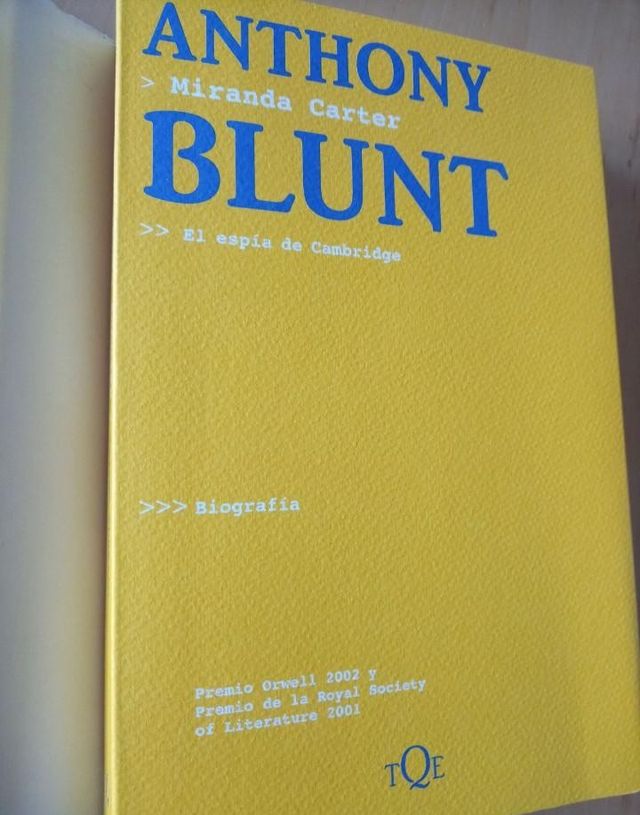 ANTHONY
> Miranda Carter
BLUNT
>> El espía de Cambridge
>>> Biografía
Premio Orwell 2002 y
Premio de la Royal Society
of Literature 2001
TQE